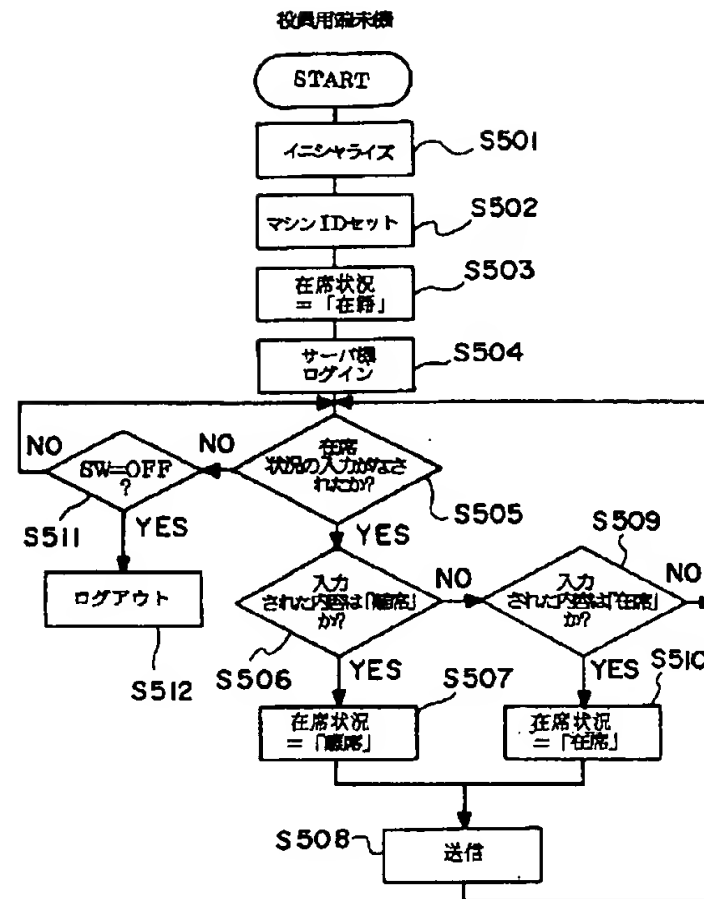 役員用端末機
START
イニシャライズ
S501
マシンIDセット
S502
在席状況
=「在籍」
S503
サーバ機
ログイン
S504
在席
状況の入力がなさ
れたか?
S505
NO
YES
SW=OFF
?
S511
NO
YES
ログアウト
S512
入力
された内容は「離席」
か?
S506
NO
YES
入力
された内容は「在席」
か?
S509
NO
YES
在席状況
=「離席」
S507
在席状況
=「在席」
S510
送信
S508